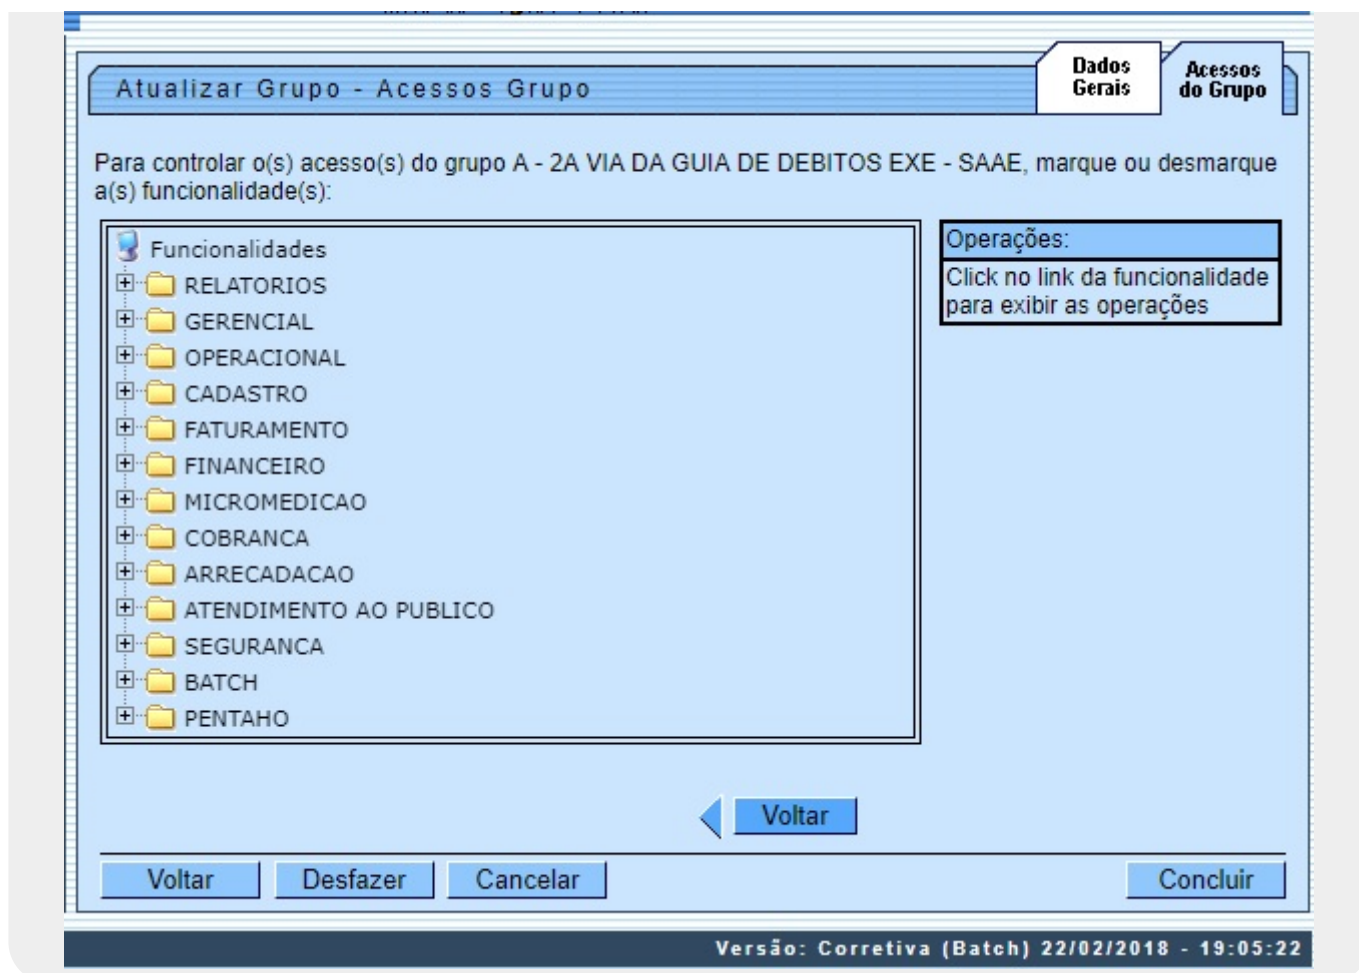 Atualizar Grupo - Acessos Grupo
Dados
Gerais
Acessos
do Grupo
Para controlar o(s) acesso(s) do grupo A - 2A VIA DA GUIA DE DEBITOS EXE - SAAE, marque ou desmarque
a(s) funcionalidade(s):
Funcionalidades
RELATORIOS
GERENCIAL
OPERACIONAL
CADASTRO
FATURAMENTO
FINANCEIRO
MICROMEDICAO
COBRANCA
ARRECADACAO
ATENDIMENTO AO PUBLICO
SEGURANCA
BATCH
PENTAHO
Operações:
Click no link da funcionalidade
para exibir as operações
Voltar
Voltar
Desfazer
Cancelar
Concluir
Versão: Corretiva (Batch) 22/02/2018 - 19:05:22